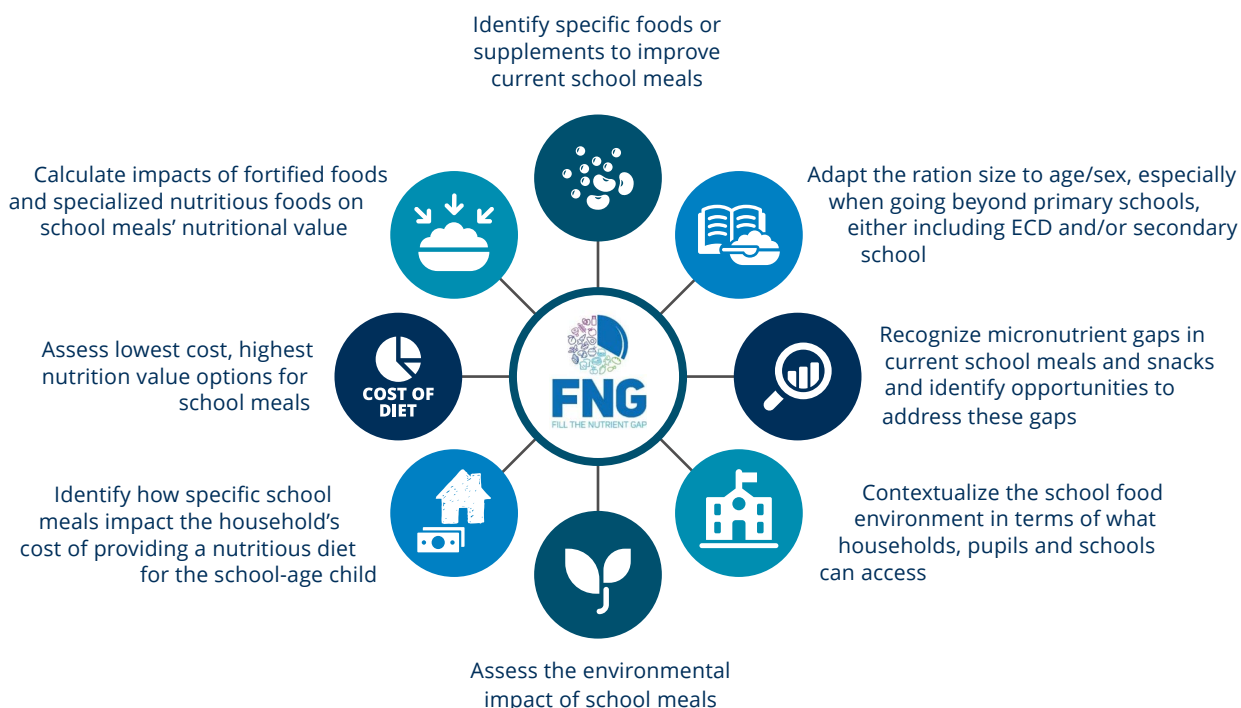 Identify specific foods or
supplements to improve
current school meals
Calculate impacts of fortified foods
and specialized nutritious foods on
school meals’ nutritional value
Adapt the ration size to age/sex, especially
when going beyond primary schools,
either including ECD and/or secondary
school
Assess lowest cost, highest
nutrition value options for
school meals
COST OF
DIET
FNG
FILL THE NUTRIENT GAP
Recognize micronutrient gaps in
current school meals and snacks
and identify opportunities to
address these gaps
Identify how specific school
meals impact the household’s
cost of providing a nutritious diet
for the school-age child
Contextualize the school food
environment in terms of what
households, pupils and schools
can access
Assess the environmental
impact of school meals